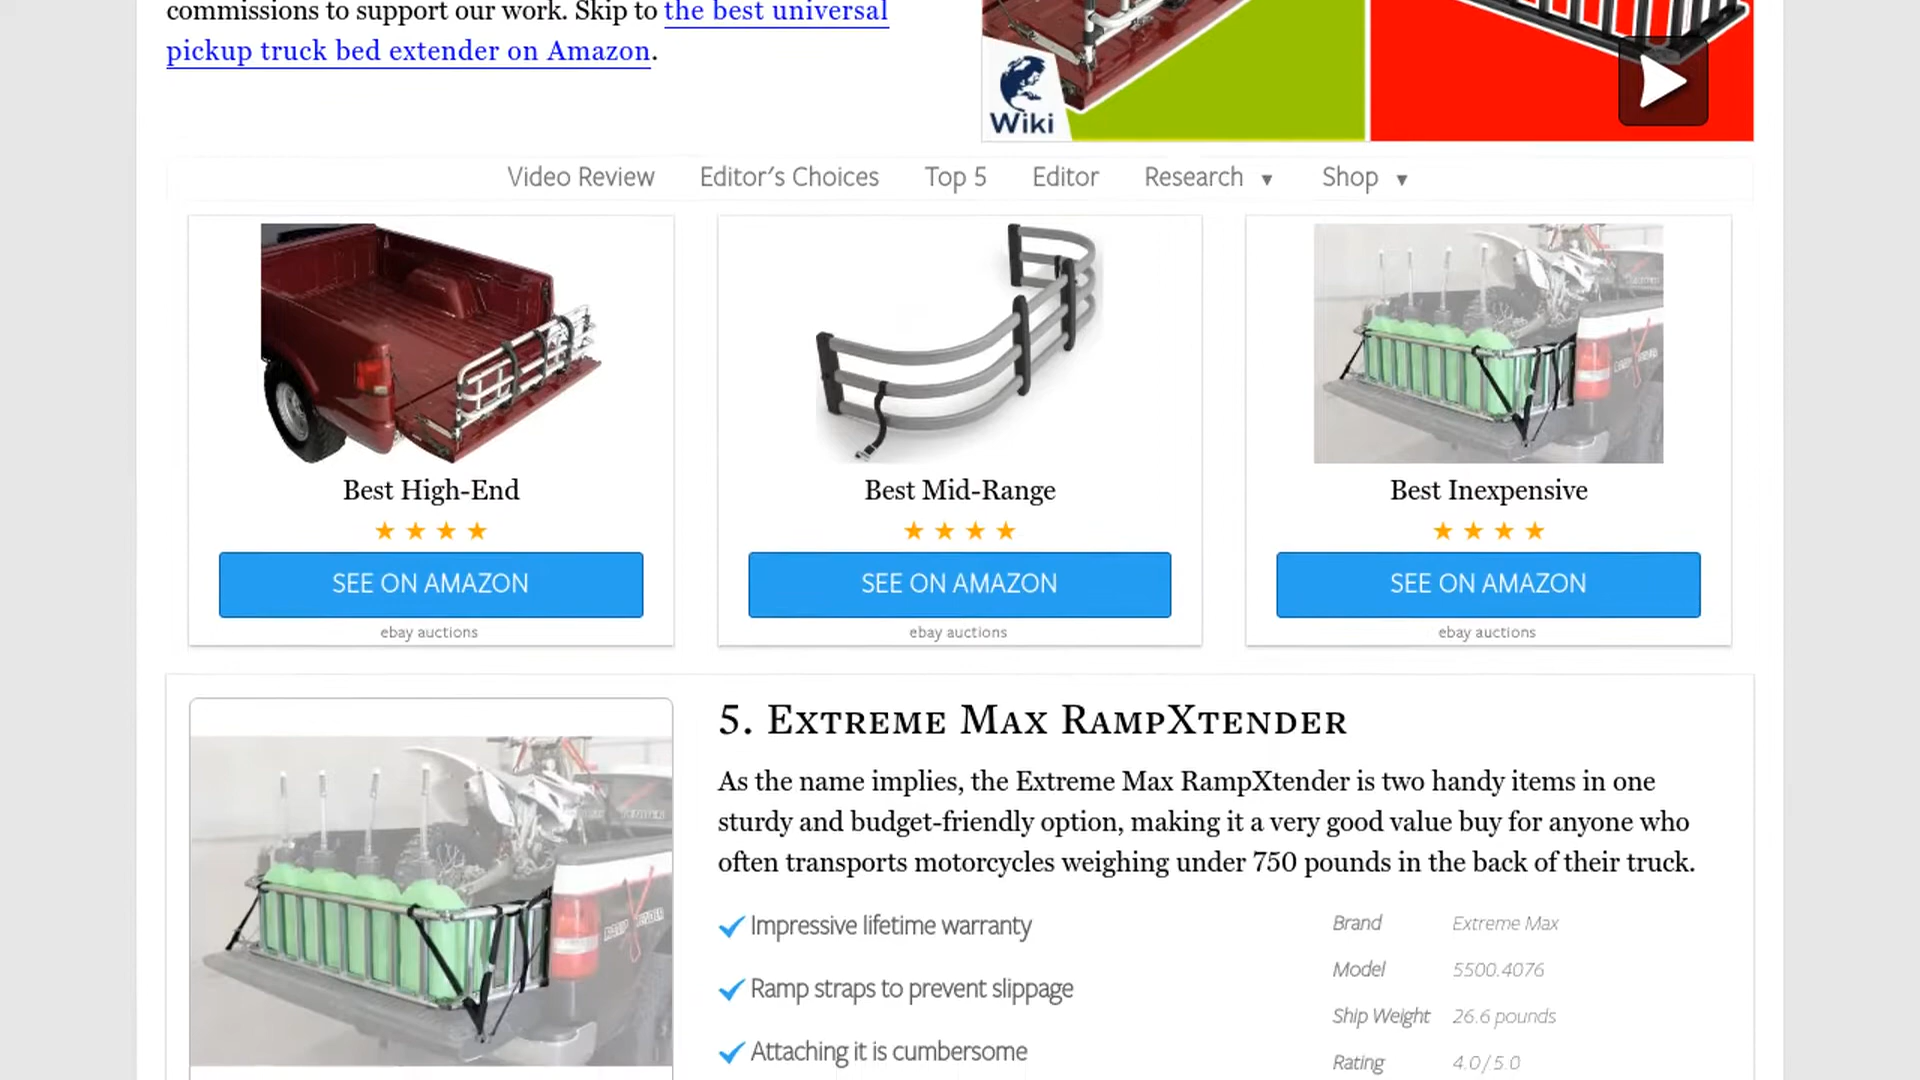 commissions to support our work. Skip to the best universal
pickup truck bed extender on Amazon.
Wiki
Video Review Editor's Choices Top 5 Editor Research ▼ Shop ▼
Best High-End
★ ★ ★ ★
SEE ON AMAZON
ebay auctions
Best Mid-Range
★ ★ ★ ★
SEE ON AMAZON
ebay auctions
Best Inexpensive
★ ★ ★ ★
SEE ON AMAZON
ebay auctions
5. Extreme Max RampXtender
As the name implies, the Extreme Max RampXtender is two handy items in one
sturdy and budget-friendly option, making it a very good value buy for anyone who
often transports motorcycles weighing under 750 pounds in the back of their truck.
Impressive lifetime warranty
Ramp straps to prevent slippage
Attaching it is cumbersome
Brand Extreme Max
Model 5500.4076
Ship Weight 26.6 pounds
Rating 4.0/5.0